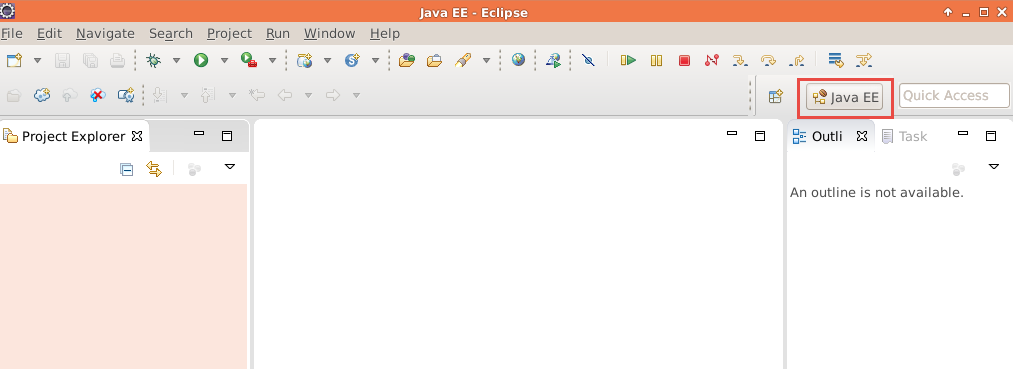 Java EE - Eclipse
File Edit Navigate Search Project Run Window Help
Java EE Quick Access
Project Explorer Outli Task
An outline is not available.